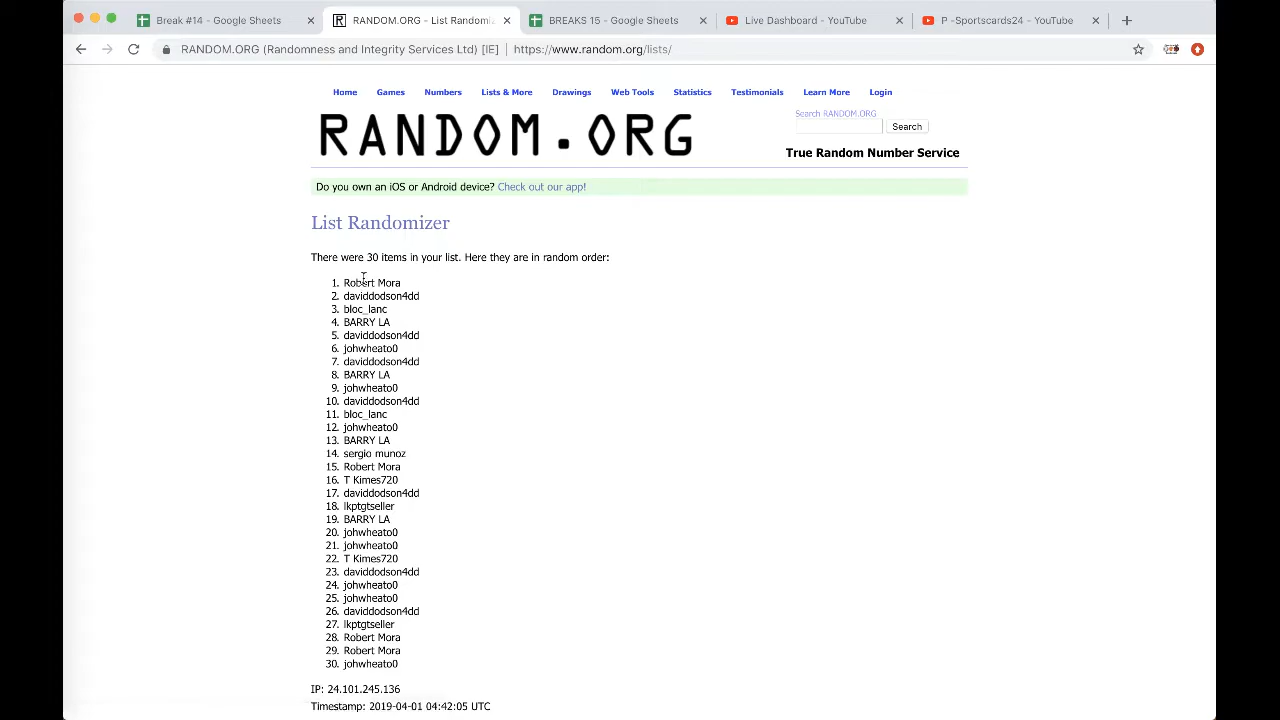 Break #14 - Google Sheets
RANDOM.ORG - List Randomiz
BREAKS 15 - Google Sheets
Live Dashboard - YouTube
P -Sportscards24 - YouTube
RANDOM.ORG (Randomness and Integrity Services Ltd) [IE] | https://www.random.org/lists/
Home Games Numbers Lists & More Drawings Web Tools Statistics Testimonials Learn More Login
RANDOM.ORG
Search RANDOM.ORG
Search
True Random Number Service
Do you own an iOS or Android device? Check out our app!
List Randomizer
There were 30 items in your list. Here they are in random order:
1. Robert Mora
2. daviddodson4dd
3. bloc_lanc
4. BARRY LA
5. daviddodson4dd
6. johwheato0
7. daviddodson4dd
8. BARRY LA
9. johwheato0
10. daviddodson4dd
11. bloc_lanc
12. johwheato0
13. BARRY LA
14. sergio munoz
15. Robert Mora
16. T Kimes720
17. daviddodson4dd
18. lkptgtseller
19. BARRY LA
20. johwheato0
21. johwheato0
22. T Kimes720
23. daviddodson4dd
24. johwheato0
25. johwheato0
26. daviddodson4dd
27. lkptgtseller
28. Robert Mora
29. Robert Mora
30. johwheato0
IP: 24.101.245.136
Timestamp: 2019-04-01 04:42:05 UTC